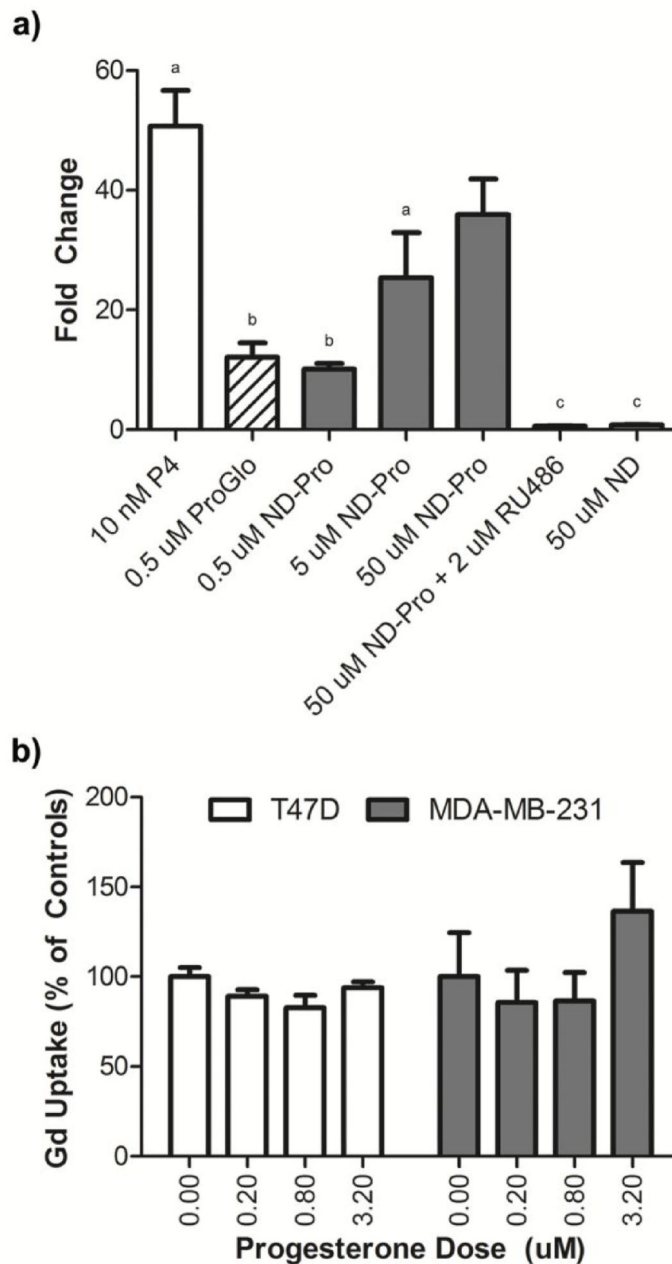 a)
Fold Change
60
40
20
0
a
b
b
a
c
c
10 nM P4
0.5 uM ProGlo
0.5 uM ND-Pro
5 uM ND-Pro
50 uM ND-Pro
50 uM ND-Pro + 2 uM RU486
50 uM ND
b)
Gd Uptake (% of Controls)
200
150
100
50
0
T47D
MDA-MB-231
0.00
0.20
0.80
3.20
0.00
0.20
0.80
3.20
Progesterone Dose (uM)